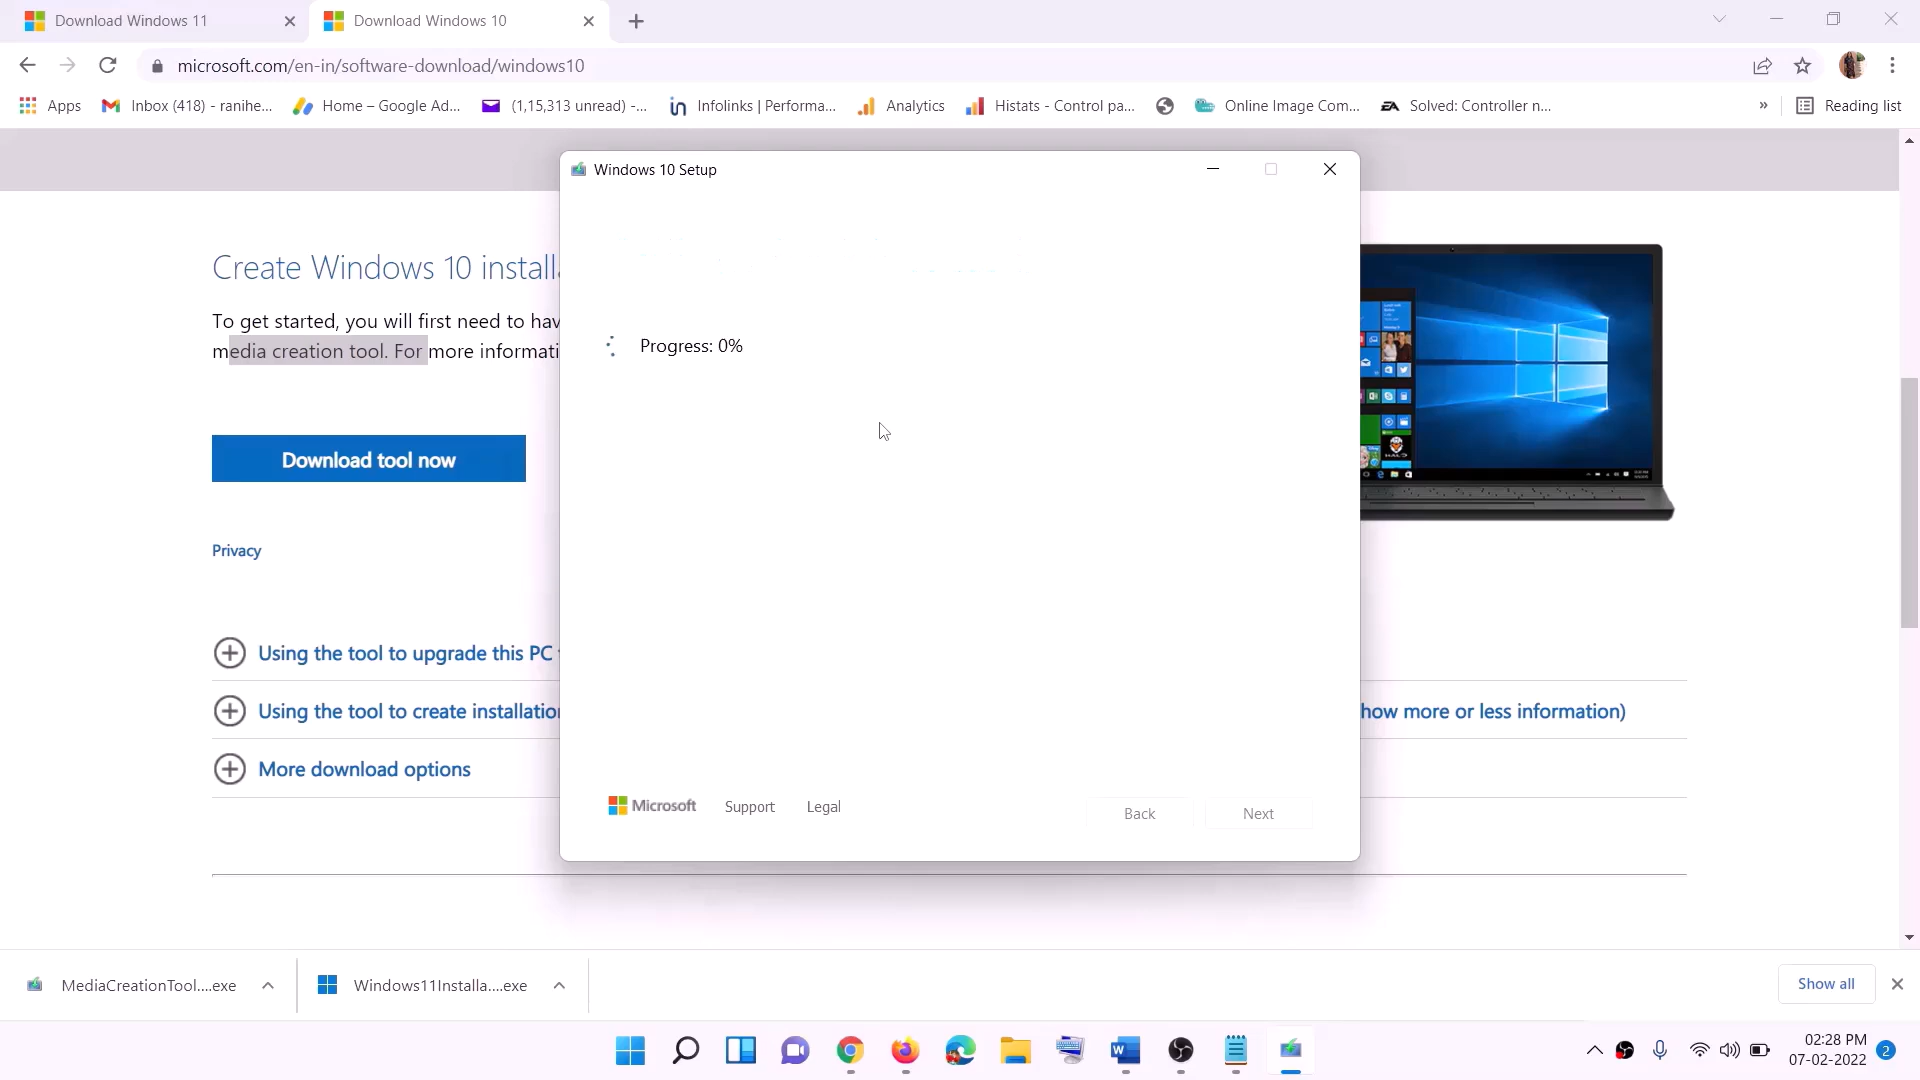 Download Windows 11
Download Windows 10
microsoft.com/en-in/software-download/windows10
Apps
Inbox (418) - ranihe...
Home – Google Ad...
(1,15,313 unread) -...
Infolinks | Performa...
Analytics
Histats - Control pa...
Online Image Com...
Solved: Controller n...
»
Reading list
Windows 10 Setup
Create Windows 10 installa
To get started, you will first need to hav
media creation tool. For more informati
Progress: 0%
Download tool now
Privacy
Using the tool to upgrade this PC
Using the tool to create installation
how more or less information)
More download options
Microsoft
Support
Legal
Back
Next
MediaCreationTool....exe
Windows11Installa....exe
Show all
02:28 PM
07-02-2022
2